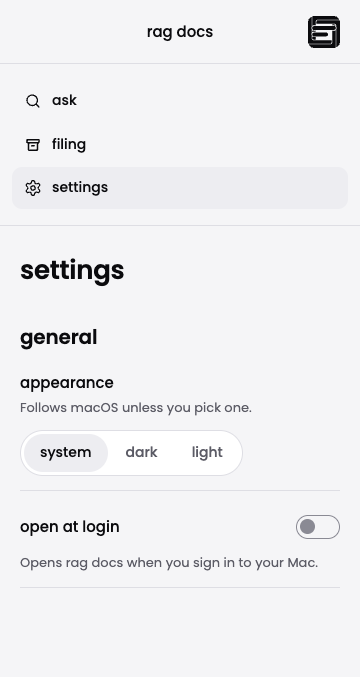 rag docs
ask
filing
settings
settings
general
appearance
Follows macOS unless you pick one.
system dark light
open at login
Opens rag docs when you sign in to your Mac.